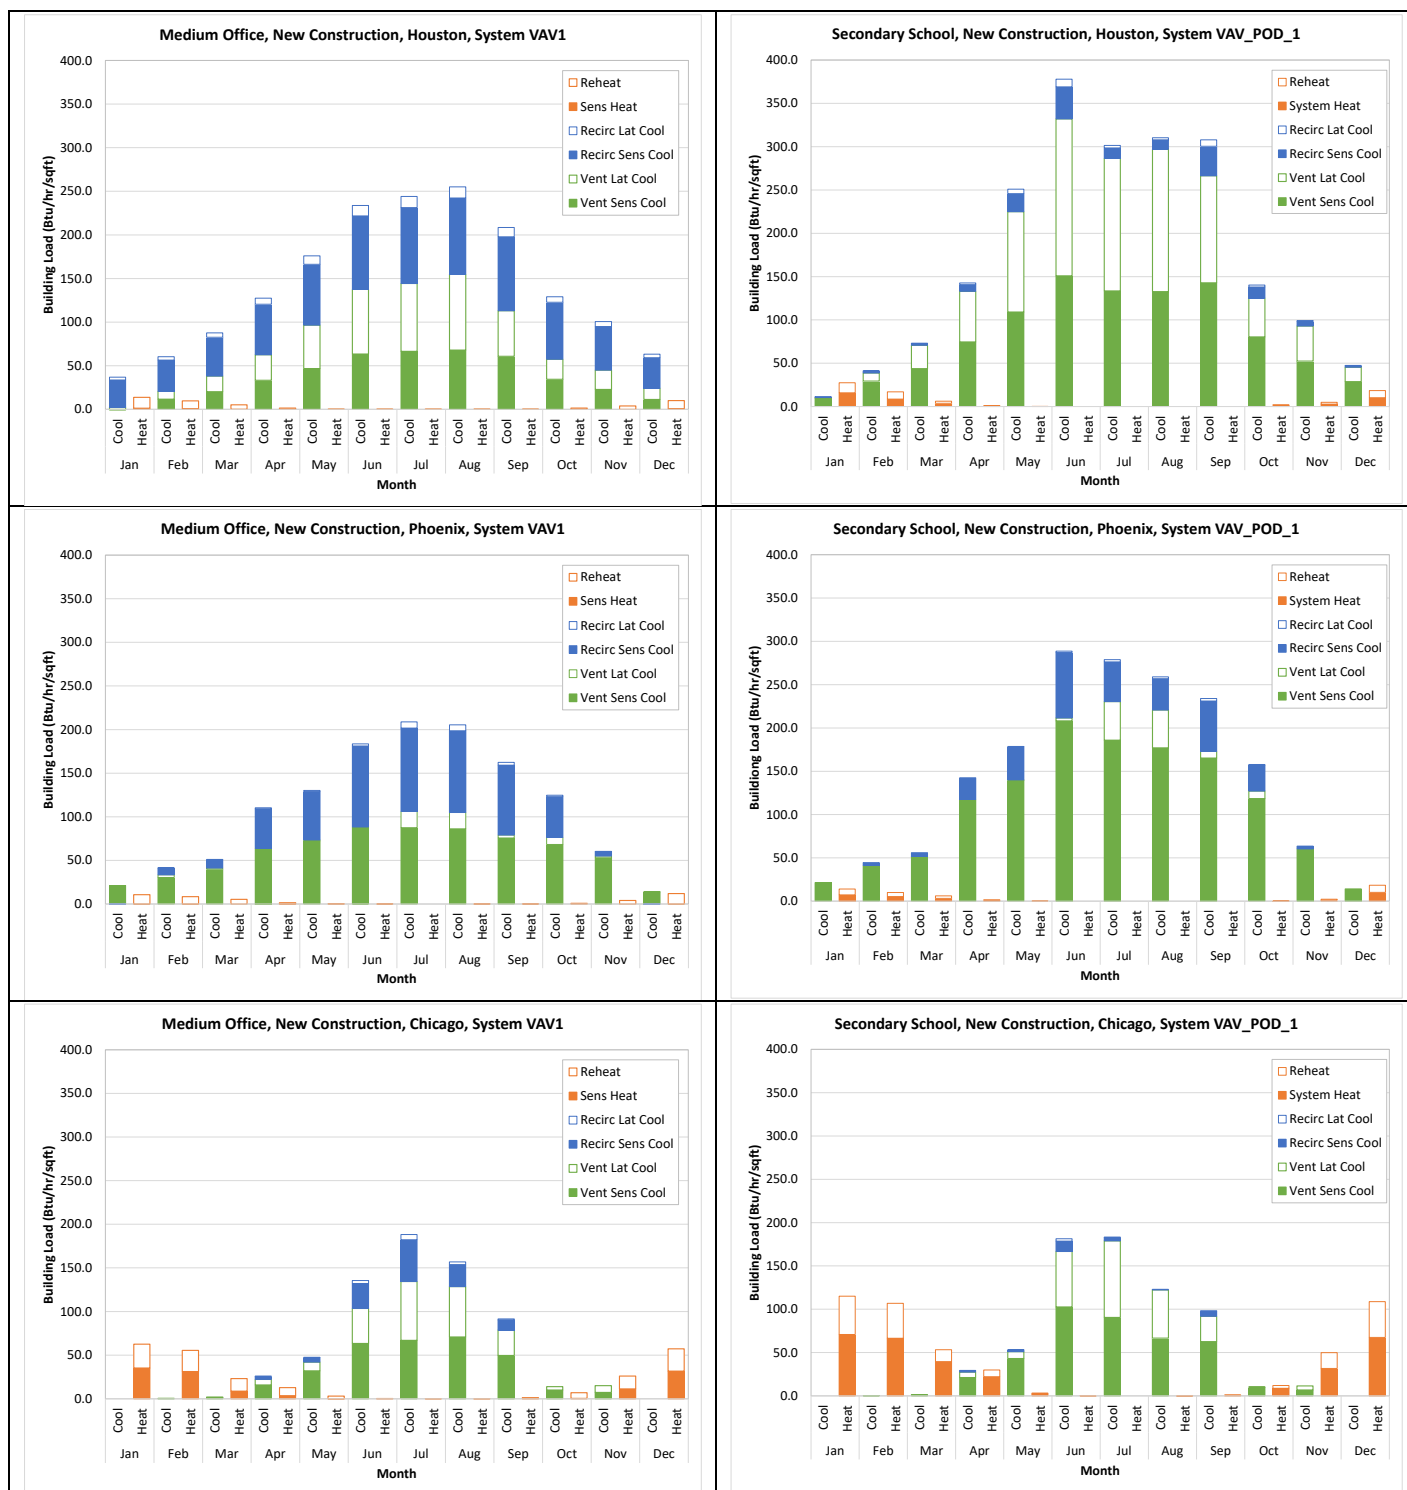 Medium Office, New Construction, Houston, System VAV1
400.0
350.0
300.0
250.0
200.0
150.0
100.0
50.0
0.0
Building Load (Btu/hr/sqft)
Reheat
Sens Heat
Recirc Lat Cool
Recirc Sens Cool
Vent Lat Cool
Vent Sens Cool
Cool Heat Cool Heat Cool Heat Cool Heat Cool Heat Cool Heat Cool Heat Cool Heat Cool Heat Cool Heat Cool Heat Cool Heat
Jan Feb Mar Apr May Jun Jul Aug Sep Oct Nov Dec
Month
Secondary School, New Construction, Houston, System VAV_POD_1
400.0
350.0
300.0
250.0
200.0
150.0
100.0
50.0
0.0
Building Load (Btu/hr/sqft)
Reheat
System Heat
Recirc Lat Cool
Recirc Sens Cool
Vent Lat Cool
Vent Sens Cool
Cool Heat Cool Heat Cool Heat Cool Heat Cool Heat Cool Heat Cool Heat Cool Heat Cool Heat Cool Heat Cool Heat Cool Heat
Jan Feb Mar Apr May Jun Jul Aug Sep Oct Nov Dec
Month
Medium Office, New Construction, Phoenix, System VAV1
400.0
350.0
300.0
250.0
200.0
150.0
100.0
50.0
0.0
Building Load (Btu/hr/sqft)
Reheat
Sens Heat
Recirc Lat Cool
Recirc Sens Cool
Vent Lat Cool
Vent Sens Cool
Cool Heat Cool Heat Cool Heat Cool Heat Cool Heat Cool Heat Cool Heat Cool Heat Cool Heat Cool Heat Cool Heat Cool Heat
Jan Feb Mar Apr May Jun Jul Aug Sep Oct Nov Dec
Month
Secondary School, New Construction, Phoenix, System VAV_POD_1
400.0
350.0
300.0
250.0
200.0
150.0
100.0
50.0
0.0
Buildiong Load (Btu/hr/sqft)
Reheat
System Heat
Recirc Lat Cool
Recirc Sens Cool
Vent Lat Cool
Vent Sens Cool
Cool Heat Cool Heat Cool Heat Cool Heat Cool Heat Cool Heat Cool Heat Cool Heat Cool Heat Cool Heat Cool Heat Cool Heat
Jan Feb Mar Apr May Jun Jul Aug Sep Oct Nov Dec
Month
Medium Office, New Construction, Chicago, System VAV1
400.0
350.0
300.0
250.0
200.0
150.0
100.0
50.0
0.0
Building Load (Btu/hr/sqft)
Reheat
Sens Heat
Recirc Lat Cool
Recirc Sens Cool
Vent Lat Cool
Vent Sens Cool
Cool Heat Cool Heat Cool Heat Cool Heat Cool Heat Cool Heat Cool Heat Cool Heat Cool Heat Cool Heat Cool Heat Cool Heat
Jan Feb Mar Apr May Jun Jul Aug Sep Oct Nov Dec
Month
Secondary School, New Construction, Chicago, System VAV_POD_1
400.0
350.0
300.0
250.0
200.0
150.0
100.0
50.0
0.0
Building Load (Btu/hr/sqft)
Reheat
System Heat
Recirc Lat Cool
Recirc Sens Cool
Vent Lat Cool
Vent Sens Cool
Cool Heat Cool Heat Cool Heat Cool Heat Cool Heat Cool Heat Cool Heat Cool Heat Cool Heat Cool Heat Cool Heat Cool Heat
Jan Feb Mar Apr May Jun Jul Aug Sep Oct Nov Dec
Month